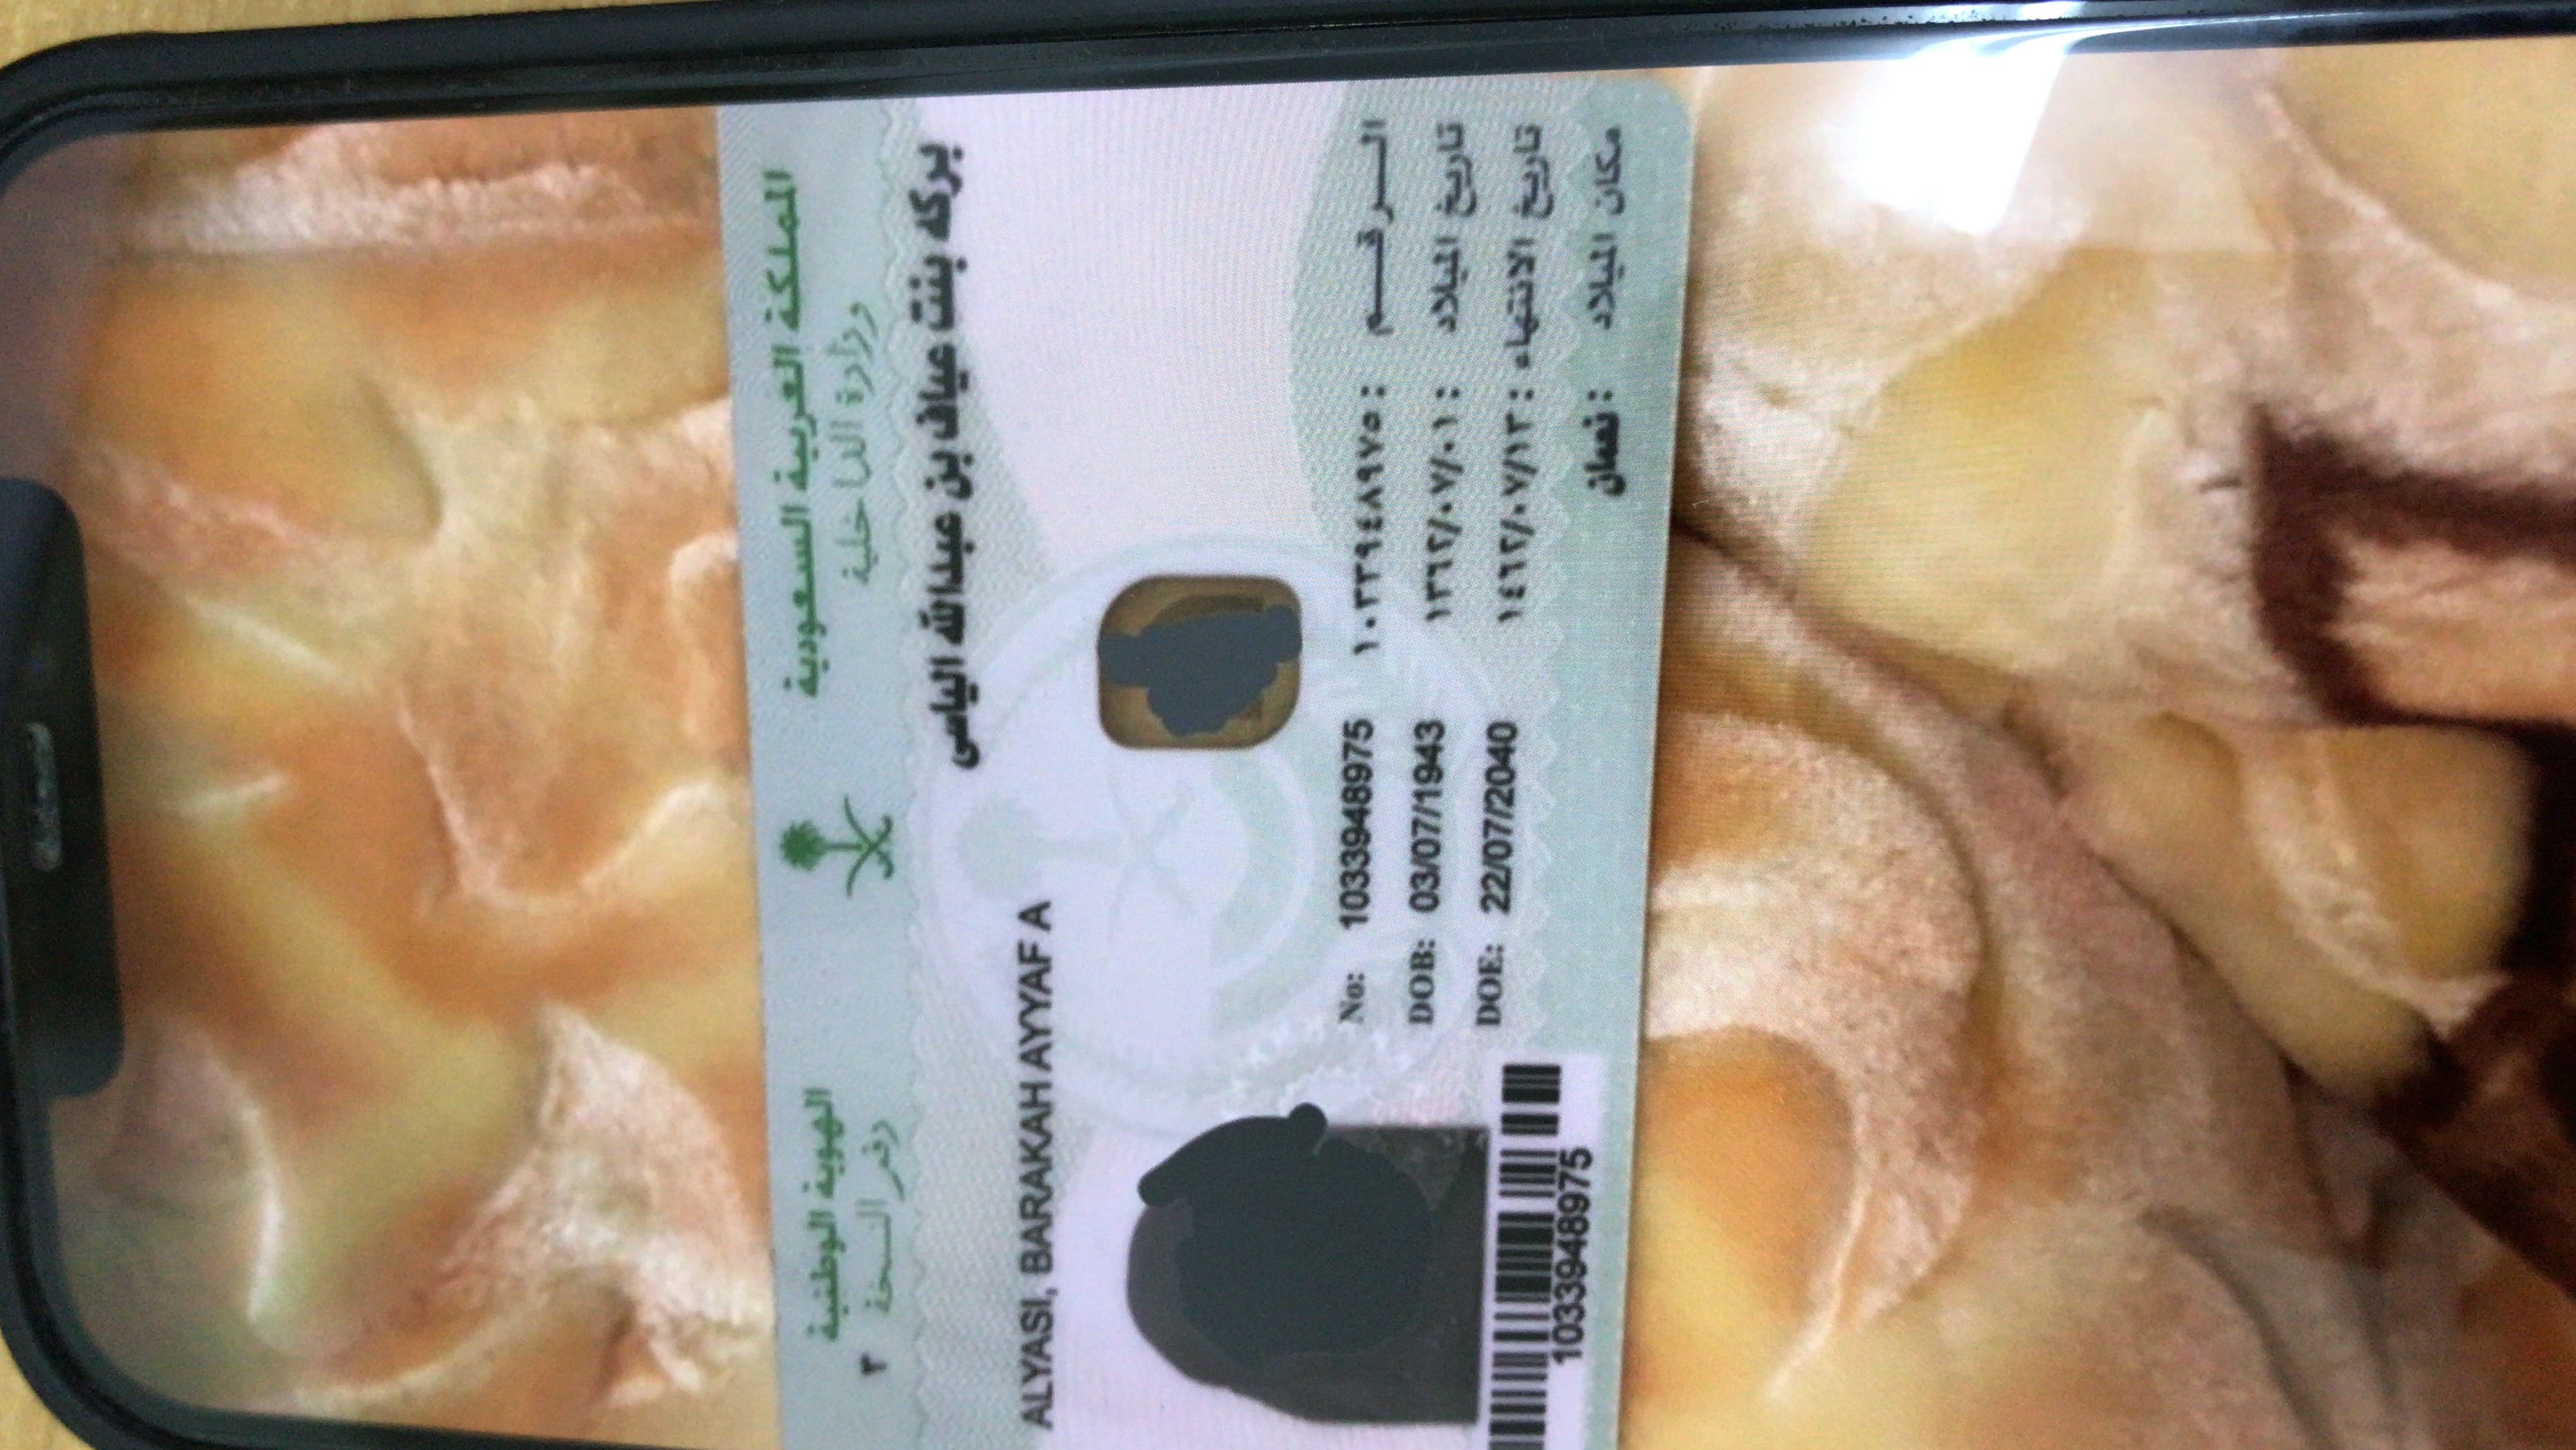 المملكة العربية السعودية
وزارة الداخلية
الهوية الوطنية
رقم النسخة ٣
بركه بنت عياف بن عبدالله الياسى
ALYASI, BARAKAH AYYAF A
No: 1033948975
الرقم : ١٠٣٣٩٤٨٩٧٥
DOB: 03/07/1943
تاريخ الميلاد : ١٣٦٢/٠٧/٠١
DOE: 22/07/2040
تاريخ الانتهاء : ١٤٦٢/٠٧/١٣
مكان الميلاد : نعمان
1033948975